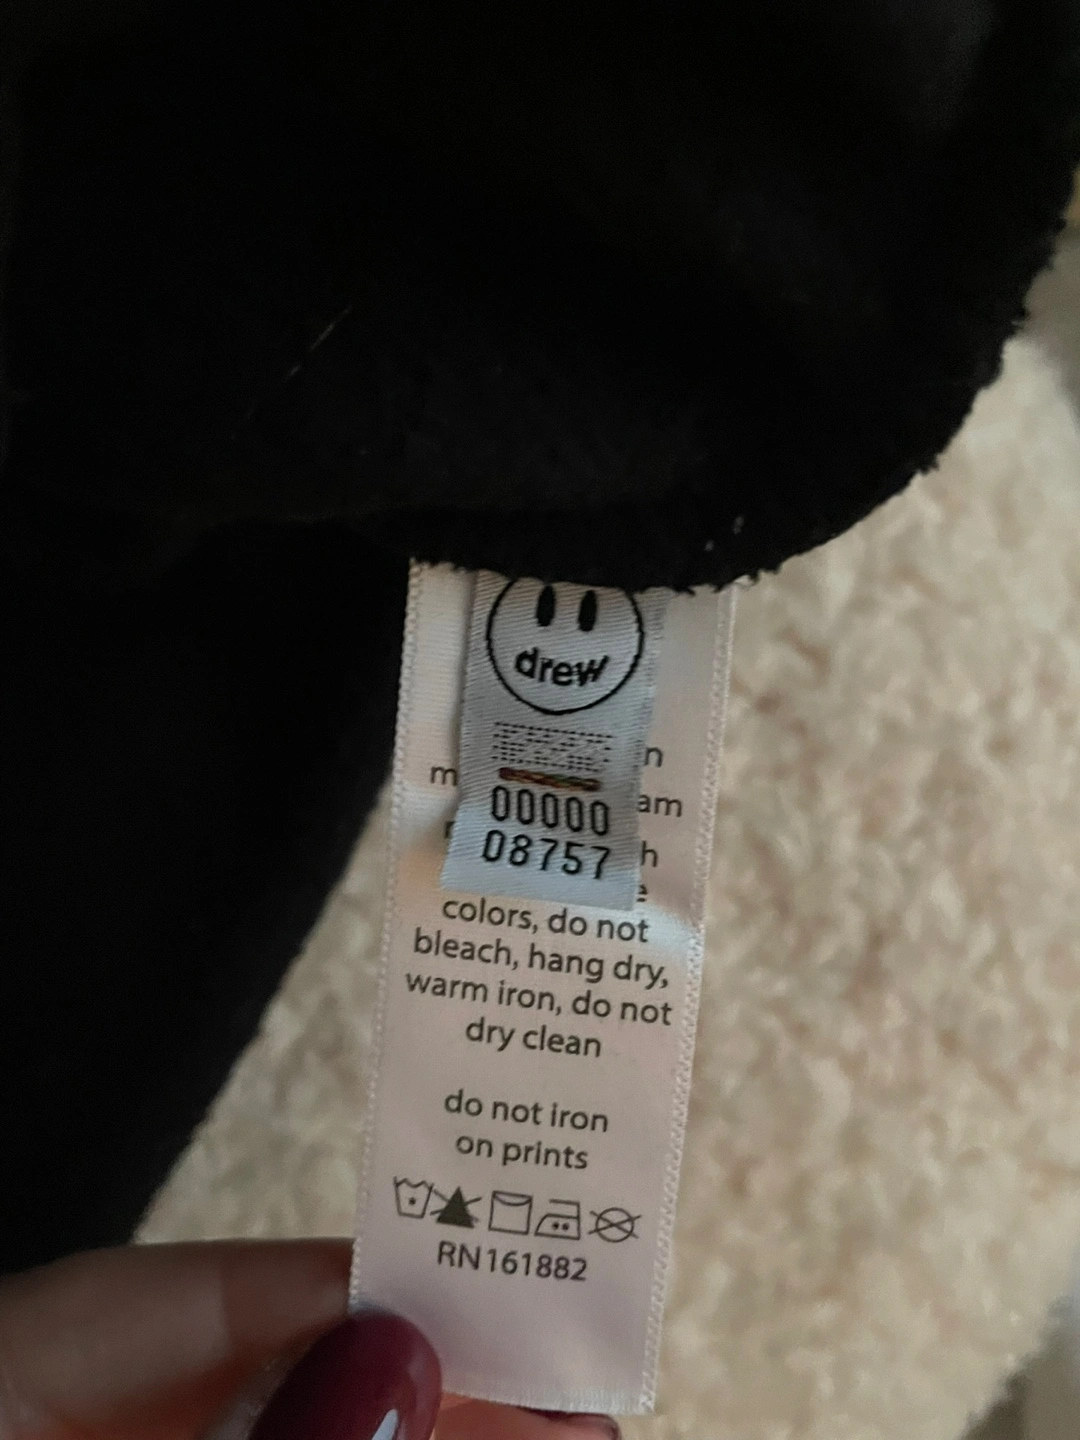 drew
00000
08757
n
m
am
h
colors, do not
bleach, hang dry,
warm iron, do not
dry clean
do not iron
on prints
RN161882